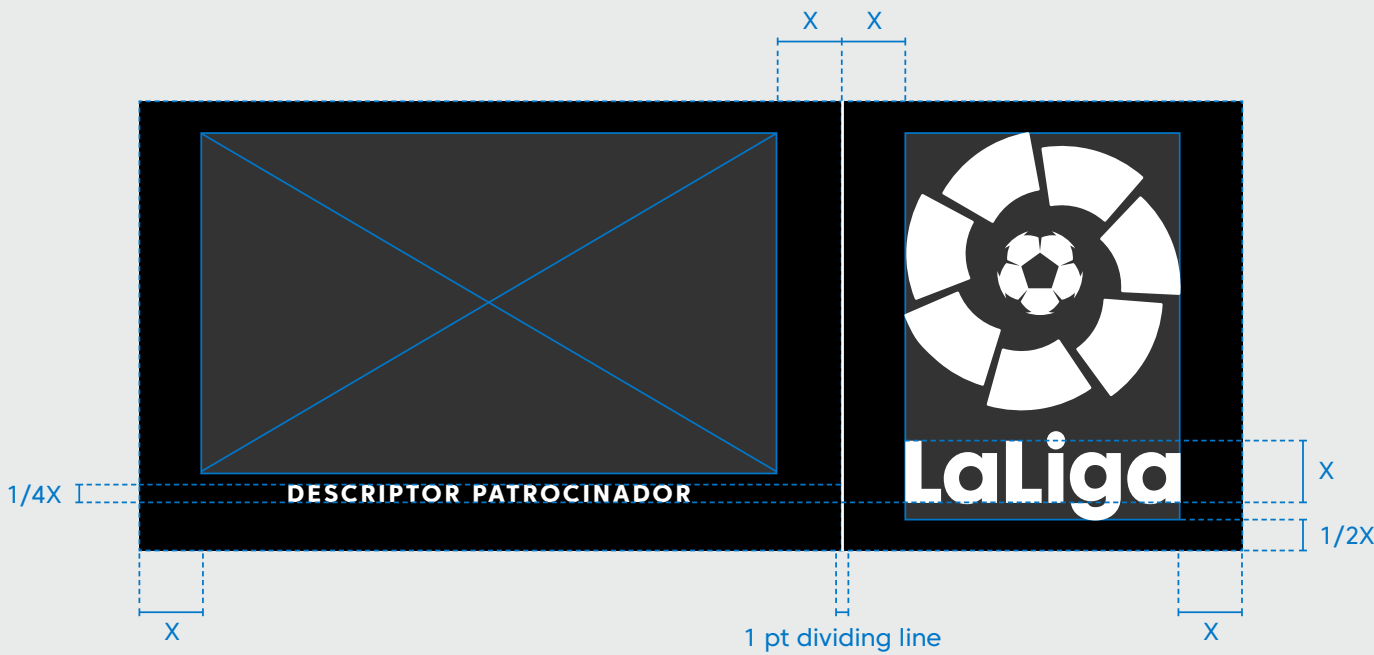 X X
DESCRIPTOR PATROCINADOR
LaLiga
1/4X
X
1/2X
X
1 pt dividing line
X